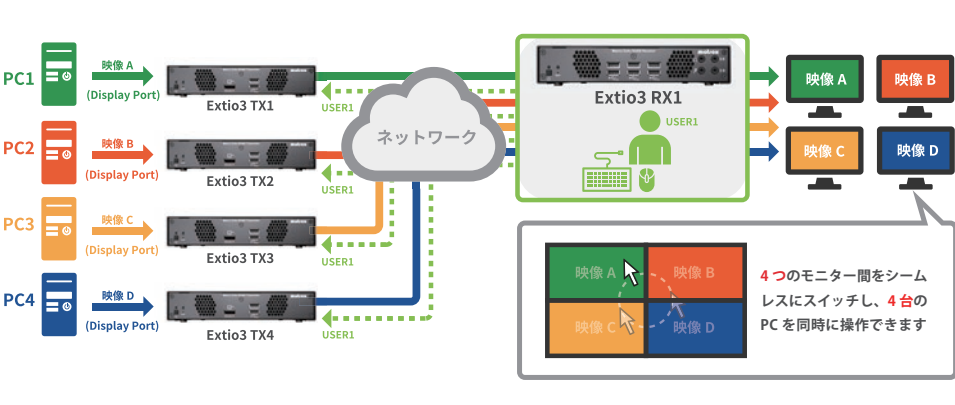 PC1
映像 A
(Display Port)
Extio3 TX1
USER1
PC2
映像 B
(Display Port)
Extio3 TX2
USER1
PC3
映像 C
(Display Port)
Extio3 TX3
USER1
PC4
映像 D
(Display Port)
Extio3 TX4
USER1
ネットワーク
matrox
Extio3 RX1
USER1
映像 A
映像 B
映像 C
映像 D
映像 A
映像 B
映像 C
映像 D
4 つのモニター間をシーム
レスにスイッチし、4 台の
PC を同時に操作できます